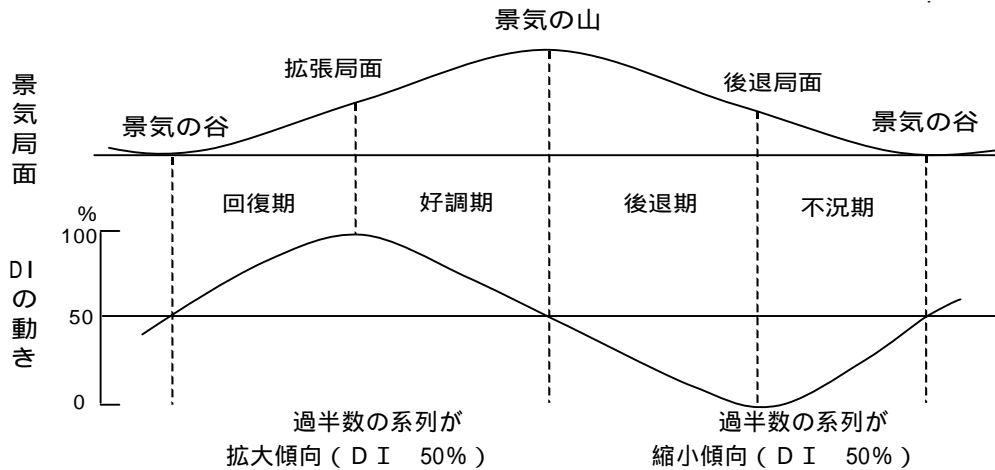 景気の山
拡張局面
後退局面
景気の谷
景気の谷
景気局面
回復期
好調期
後退期
不況期
%
100
DIの動き
50
0
過半数の系列が
拡大傾向(ＤＩ　50%)
過半数の系列が
縮小傾向(ＤＩ　50%)